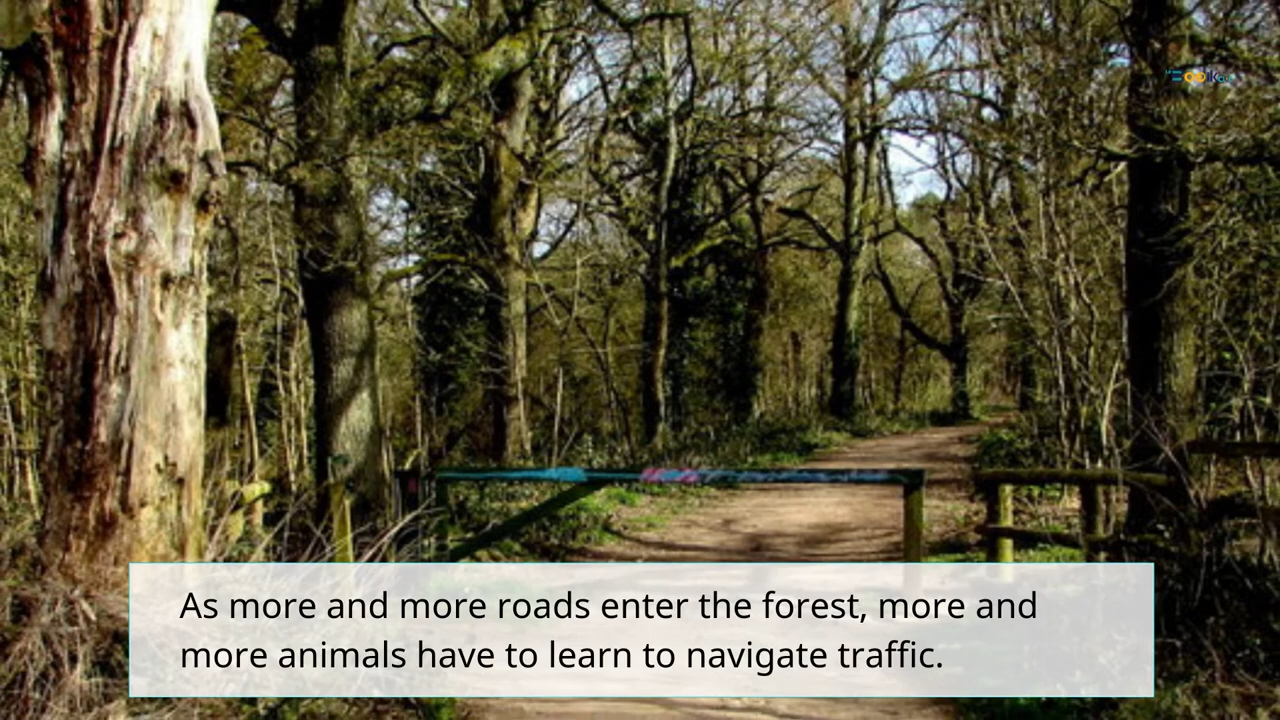 As more and more roads enter the forest, more and
more animals have to learn to navigate traffic.